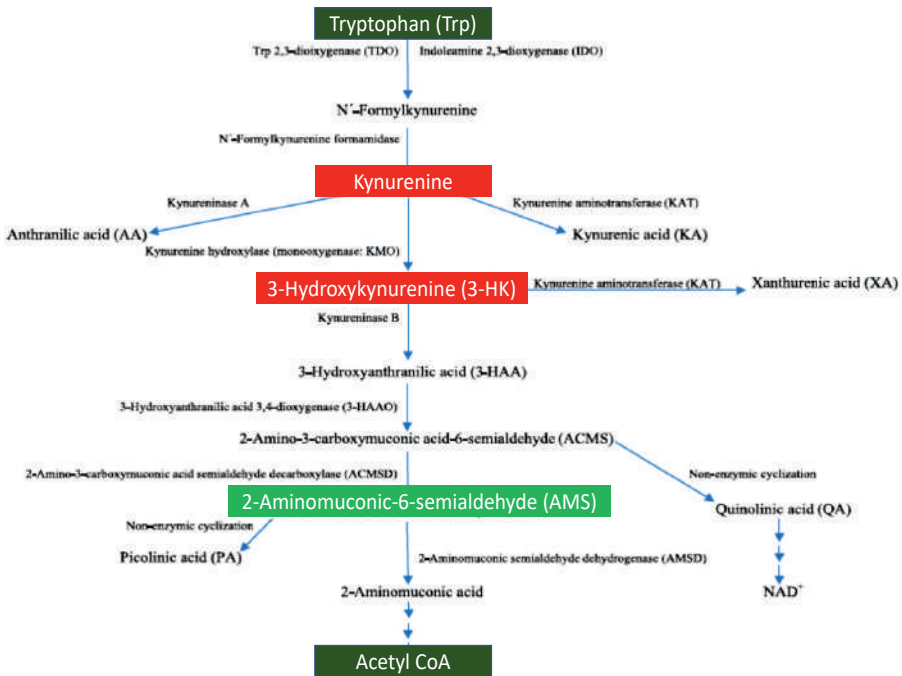 Tryptophan (Trp)
Trp 2,3-dioixygenase (TDO)
Indoleamine 2,3-dioxygenase (IDO)
N´-Formylkynurenine
N´-Formylkynurenine formamidase
Kynurenine
Kynureninase A
Kynurenine aminotransferase (KAT)
Anthranilic acid (AA)
Kynurenic acid (KA)
Kynurenine hydroxylase (monooxygenase: KMO)
3-Hydroxykynurenine (3-HK)
Kynurenine aminotransferase (KAT)
Xanthurenic acid (XA)
Kynureninase B
3-Hydroxyanthranilic acid (3-HAA)
3-Hydroxyanthranilic acid 3,4-dioxygenase (3-HAAO)
2-Amino-3-carboxymuconic acid-6-semialdehyde (ACMS)
2-Amino-3-carboxymuconic acid semialdehyde decarboxylase (ACMSD)
Non-enzymic cyclization
2-Aminomuconic-6-semialdehyde (AMS)
Quinolinic acid (QA)
Non-enzymic cyclization
Picolinic acid (PA)
2-Aminomuconic semialdehyde dehydrogenase (AMSD)
2-Aminomuconic acid
NAD⁺
Acetyl CoA